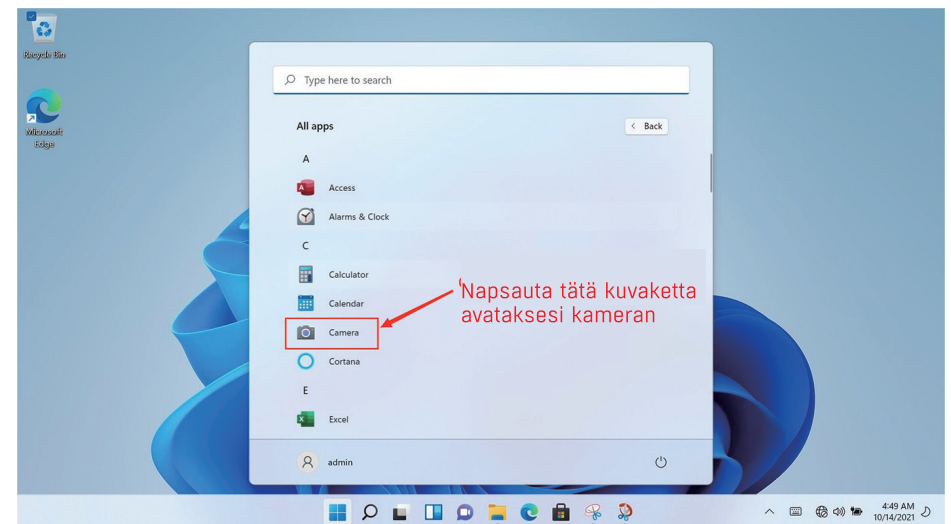 Recycle Bin
Microsoft
Edge
Type here to search
All apps
Back
A
Access
Alarms & Clock
C
Calculator
Calendar
Camera
Cortana
E
Excel
Napsauta tätä kuvaketta
avataksesi kameran
admin
4:49 AM
10/14/2021